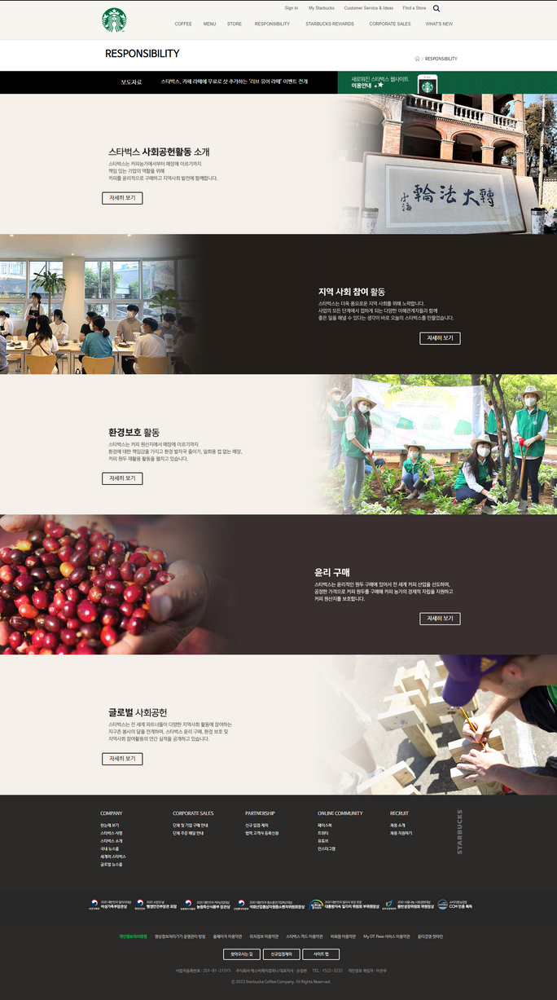 Sign In
My Starbucks
Customer Service & Ideas
Find a Store
COFFEE
MENU
STORE
RESPONSIBILITY
STARBUCKS REWARDS
CORPORATE SALES
WHAT'S NEW
RESPONSIBILITY
RESPONSIBILITY
보도자료
스타벅스, 카페 라떼에 무료로 샷 추가하는 '러브 유어 라떼' 이벤트 전개
새로워진 스타벅스 웹사이트
이용안내
스타벅스 사회공헌활동 소개
스타벅스는 커피농가에서부터 매장에 이르기까지
책임 있는 기업의 역할을 위해
커피를 윤리적으로 구매하고 지역사회 발전에 함께합니다.
자세히 보기
轉大法輪
지역 사회 참여 활동
스타벅스는 더욱 풍요로운 지역 사회를 위해 노력합니다.
사업의 모든 단계에서 접하게 되는 다양한 이해관계자들과 함께
좋은 일을 해낼 수 있다는 생각이 바로 오늘의 스타벅스를 만들었습니다.
자세히 보기
환경보호 활동
스타벅스는 커피 원산지에서 매장에 이르기까지
환경에 대한 책임감을 가지고 환경 발자국 줄이기, 일회용 컵 없는 매장,
커피 원두 재활용 활동을 펼치고 있습니다.
자세히 보기
윤리 구매
스타벅스는 윤리적인 원두 구매에 있어서 전 세계 커피 산업을 선도하며,
공정한 가격으로 커피 원두를 구매해 커피 농가의 경제적 자립을 지원하고
커피 원산지를 보호합니다.
자세히 보기
글로벌 사회공헌
스타벅스는 전 세계 파트너들이 다양한 지역사회 활동에 참여하는
지구촌 봉사의 달을 전개하며, 스타벅스 윤리 구매, 환경 보호 및
지역사회 참여활동의 연간 실적을 공개하고 있습니다.
자세히 보기
COMPANY
한눈에 보기
스타벅스 사명
스타벅스 소개
국내 뉴스룸
세계의 스타벅스
글로벌 뉴스룸
CORPORATE SALES
단체 및 기업 구매 안내
단체 주문 배달 안내
PARTNERSHIP
신규 입점 제의
협력 고객사 등록신청
ONLINE COMMUNITY
페이스북
트위터
유튜브
인스타그램
RECRUIT
채용 소개
채용 지원하기
STARBUCKS
여성가족부장관상
행정안전부장관 표창
농림축산식품부 장관상
CCM 인증 획득
개인정보처리방침
영상정보처리기기 운영관리 방침
홈페이지 이용약관
위치정보 이용약관
스타벅스 카드 이용약관
비회원 이용약관
My DT Pass 서비스 이용약관
윤리경영 핫라인
찾아오시는 길
신규입점제의
사이트 맵
사업자등록번호 : 201-81-21515
TEL : 1522-3232
ⓒ 2023 Starbucks Coffee Company. All Rights Reserved.